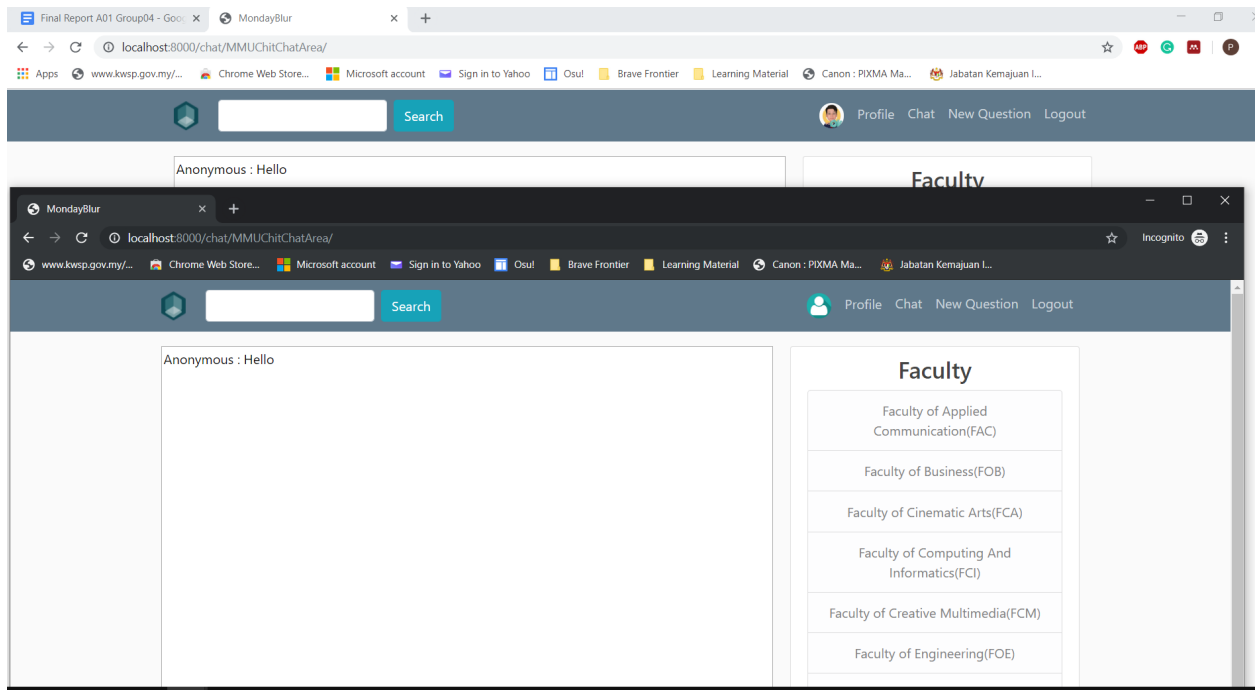 Final Report A01 Group04 - Goo
MondayBlur
localhost:8000/chat/MMUChitChatArea/
ABP
Apps www.kwsp.gov.my/... Chrome Web Store... Microsoft account Sign in to Yahoo Osu! Brave Frontier Learning Material Canon : PIXMA Ma... Jabatan Kemajuan I...
Search
Profile Chat New Question Logout
Anonymous : Hello
Faculty
MondayBlur
localhost:8000/chat/MMUChitChatArea/
Incognito
www.kwsp.gov.my/... Chrome Web Store... Microsoft account Sign in to Yahoo Osu! Brave Frontier Learning Material Canon : PIXMA Ma... Jabatan Kemajuan I...
Search
Profile Chat New Question Logout
Anonymous : Hello
Faculty
Faculty of Applied
Communication(FAC)
Faculty of Business(FOB)
Faculty of Cinematic Arts(FCA)
Faculty of Computing And
Informatics(FCI)
Faculty of Creative Multimedia(FCM)
Faculty of Engineering(FOE)